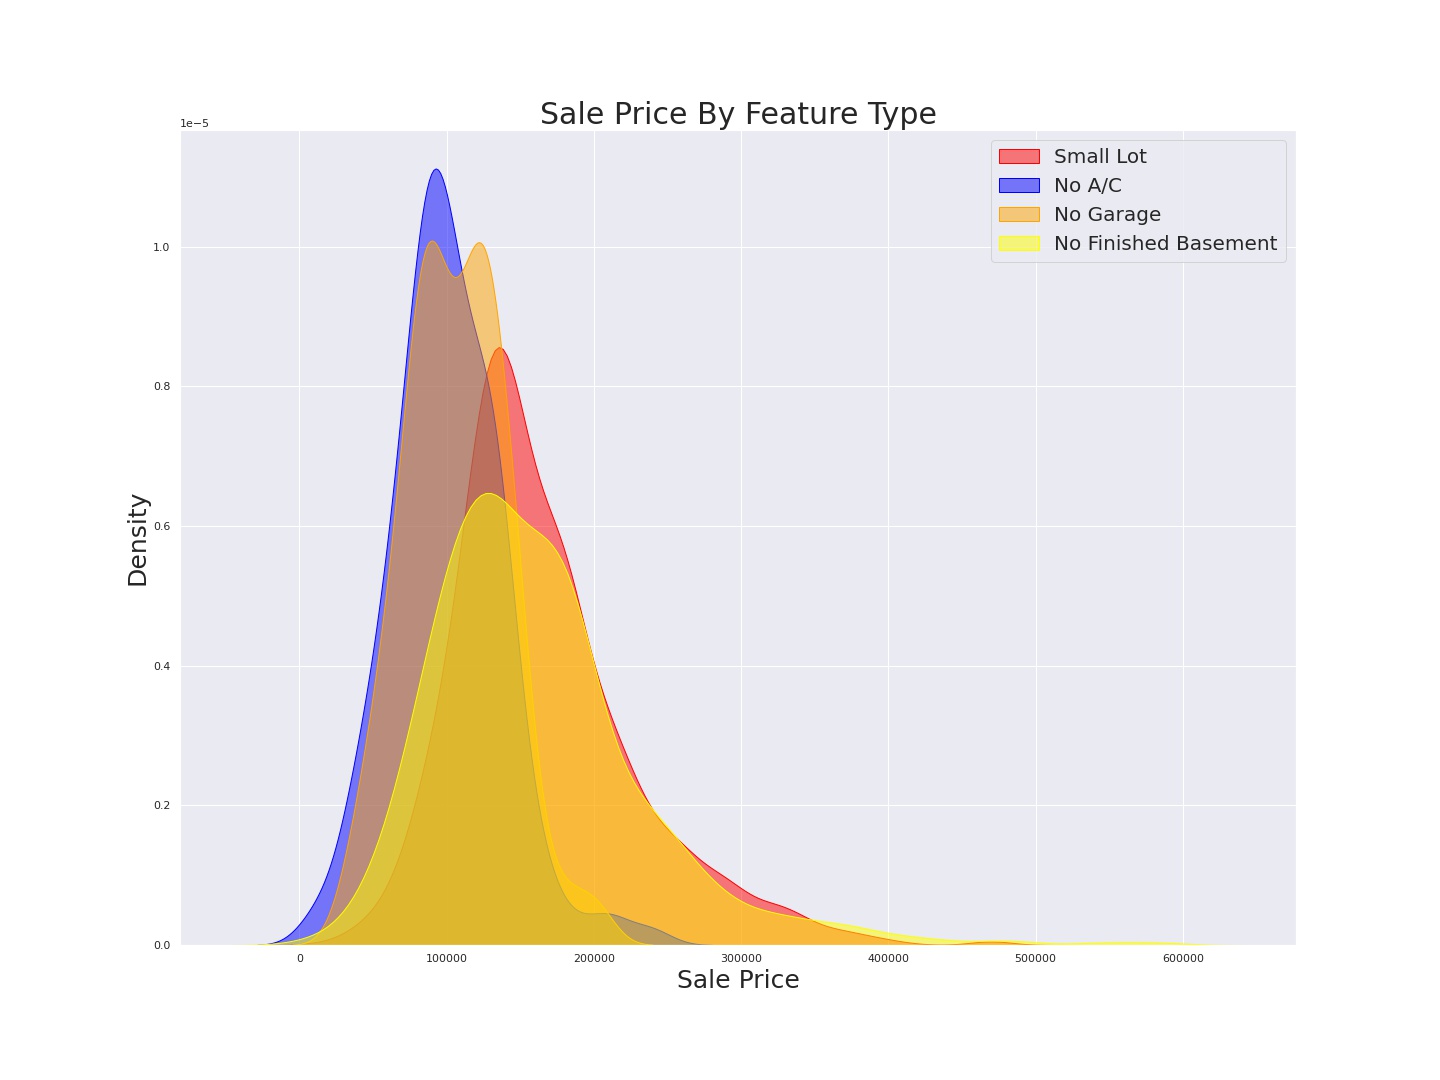 Sale Price By Feature Type
1e−5
Small Lot
No A/C
No Garage
No Finished Basement
1.0
0.8
0.6
0.4
0.2
0.0
Density
0 100000 200000 300000 400000 500000 600000
Sale Price